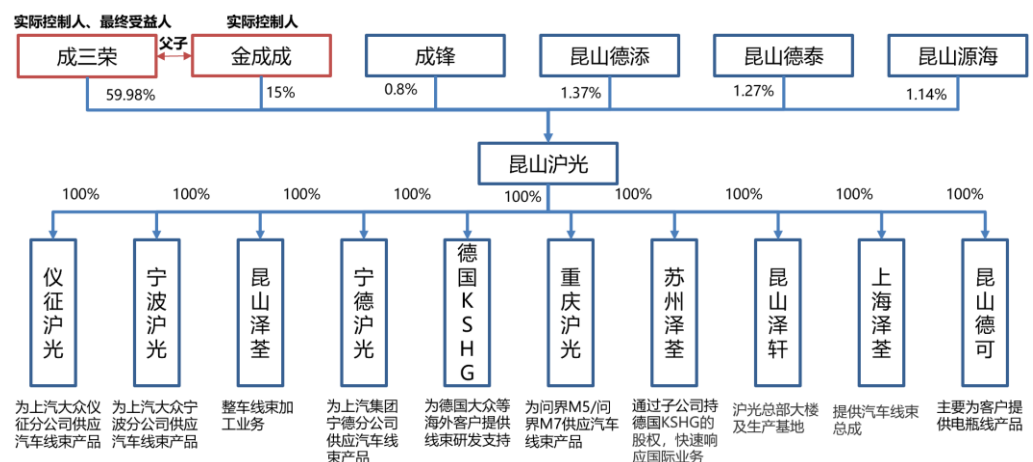 实际控制人、最终受益人
实际控制人
父子
成三荣
金成成
成锋
昆山德添
昆山德泰
昆山源海
59.98%
15%
0.8%
1.37%
1.27%
1.14%
昆山沪光
100%
100%
100%
100%
100%
100%
100%
100%
100%
仪征沪光
宁波沪光
昆山泽荃
宁德沪光
德国KSHG
重庆沪光
苏州泽荃
昆山泽轩
上海泽荃
昆山德可
为上汽大众仪
征分公司供应
汽车线束产品
为上汽大众宁
波分公司供应
汽车线束产品
整车线束加
工业务
为上汽集团
宁德分公司
供应汽车线
束产品
为德国大众等
海外客户提供
线束研发支持
为问界M5/问
界M7供应汽车
线束产品
通过子公司持
德国KSHG的
股权，快速响
应国际业务
沪光总部大楼
及生产基地
提供汽车线束
总成
主要为客户提
供电瓶线产品